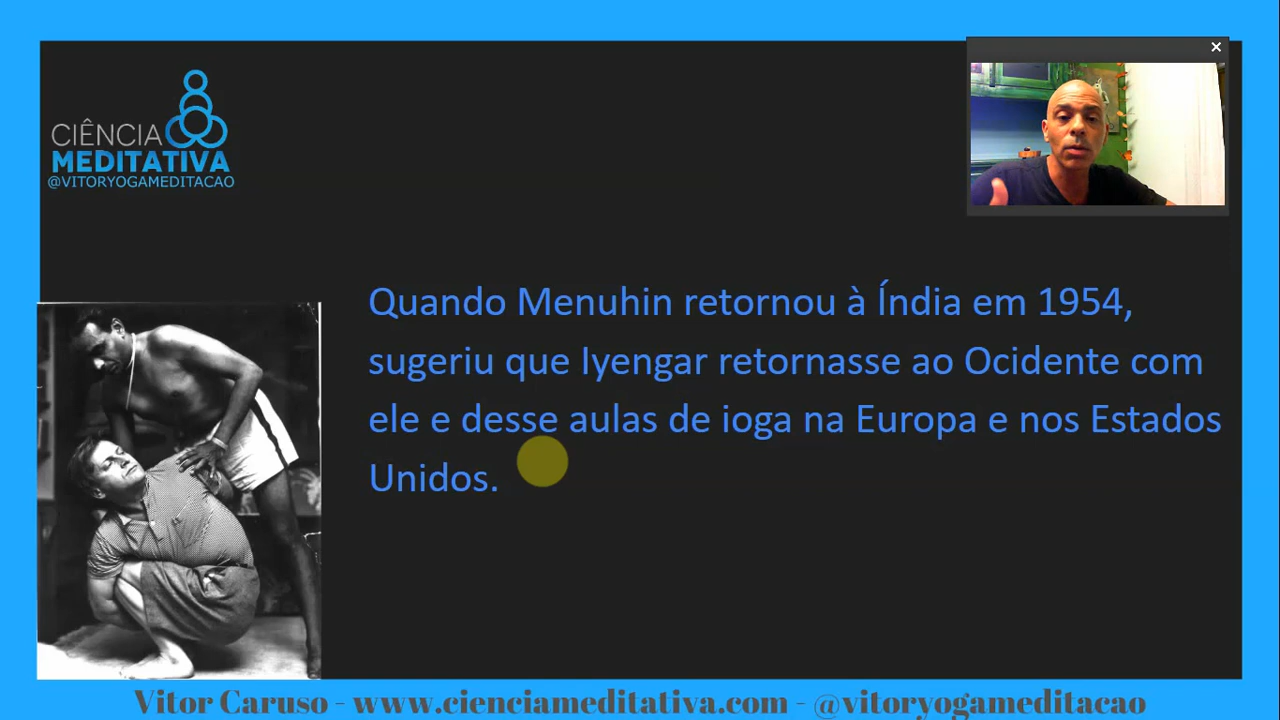 CIÊNCIA
MEDITATIVA
@VITORYOGAMEDITACAO
Quando Menuhin retornou à Índia em 1954,
sugeriu que Iyengar retornasse ao Ocidente com
ele e desse aulas de ioga na Europa e nos Estados
Unidos.
Vitor Caruso - www.cienciameditativa.com - @vitoryogameditacao